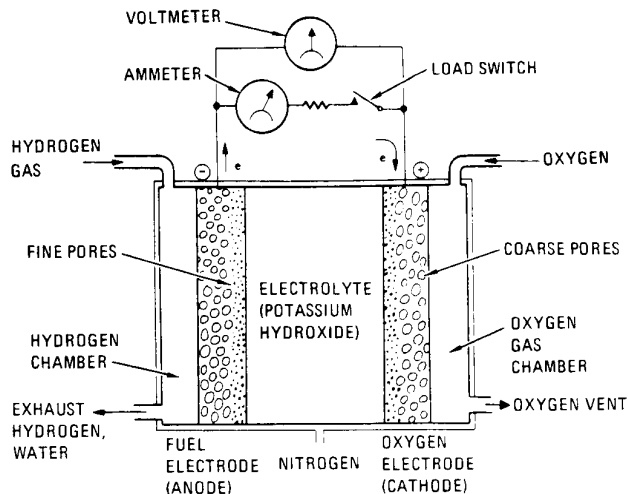 VOLTMETER
AMMETER
LOAD SWITCH
HYDROGEN
GAS
−
e
e
+
OXYGEN
FINE PORES
ELECTROLYTE
(POTASSIUM
HYDROXIDE)
COARSE PORES
HYDROGEN
CHAMBER
OXYGEN
GAS
CHAMBER
EXHAUST
HYDROGEN,
WATER
OXYGEN VENT
FUEL
ELECTRODE
(ANODE)
NITROGEN
OXYGEN
ELECTRODE
(CATHODE)